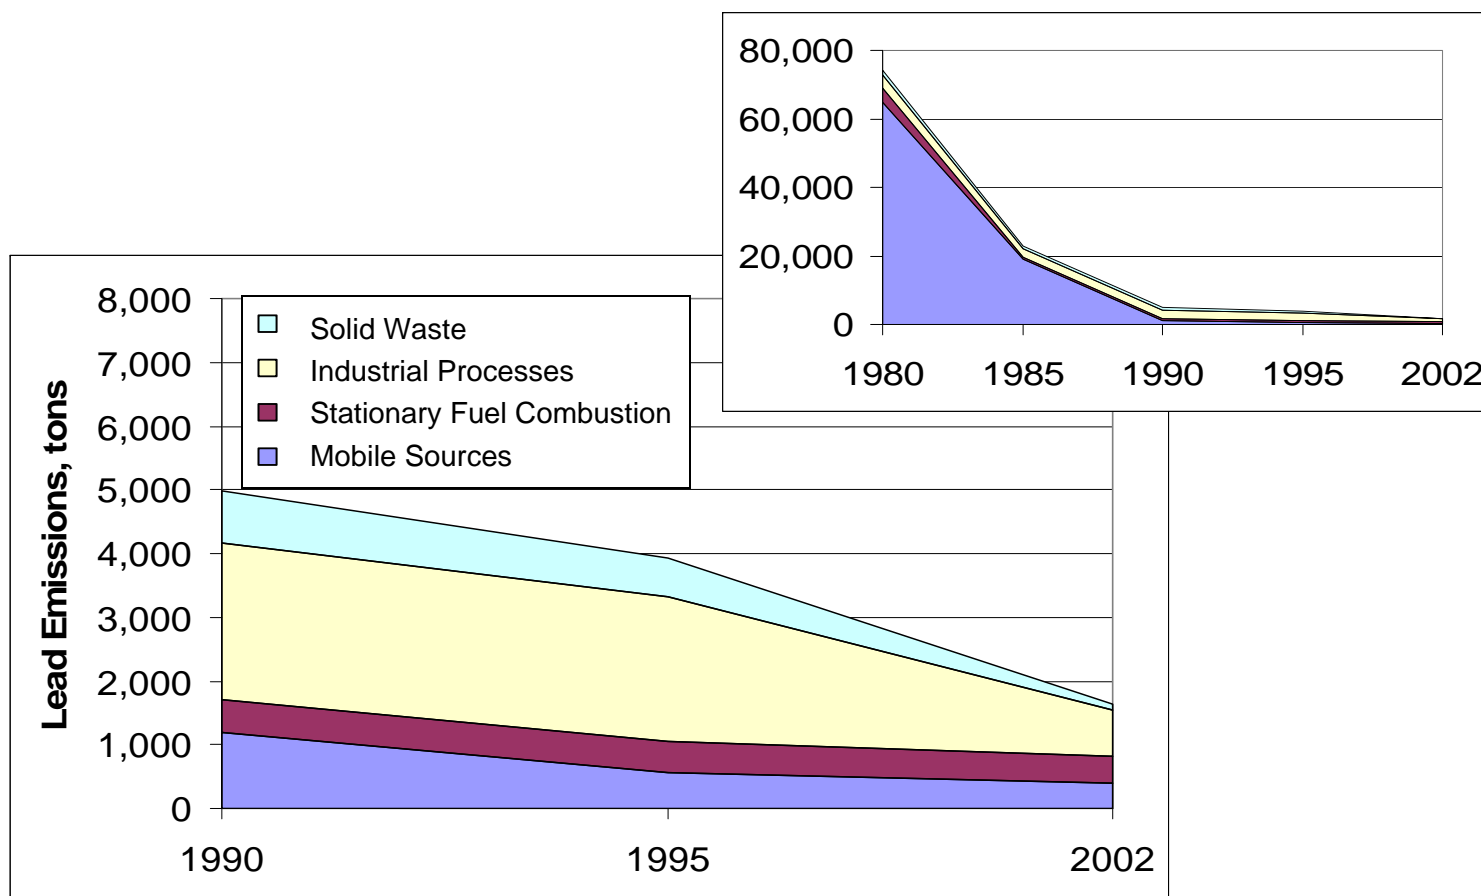 80,000
60,000
40,000
20,000
0
1980 1985 1990 1995 2002
Lead Emissions, tons
8,000
7,000
6,000
5,000
4,000
3,000
2,000
1,000
0
Solid Waste
Industrial Processes
Stationary Fuel Combustion
Mobile Sources
1990 1995 2002